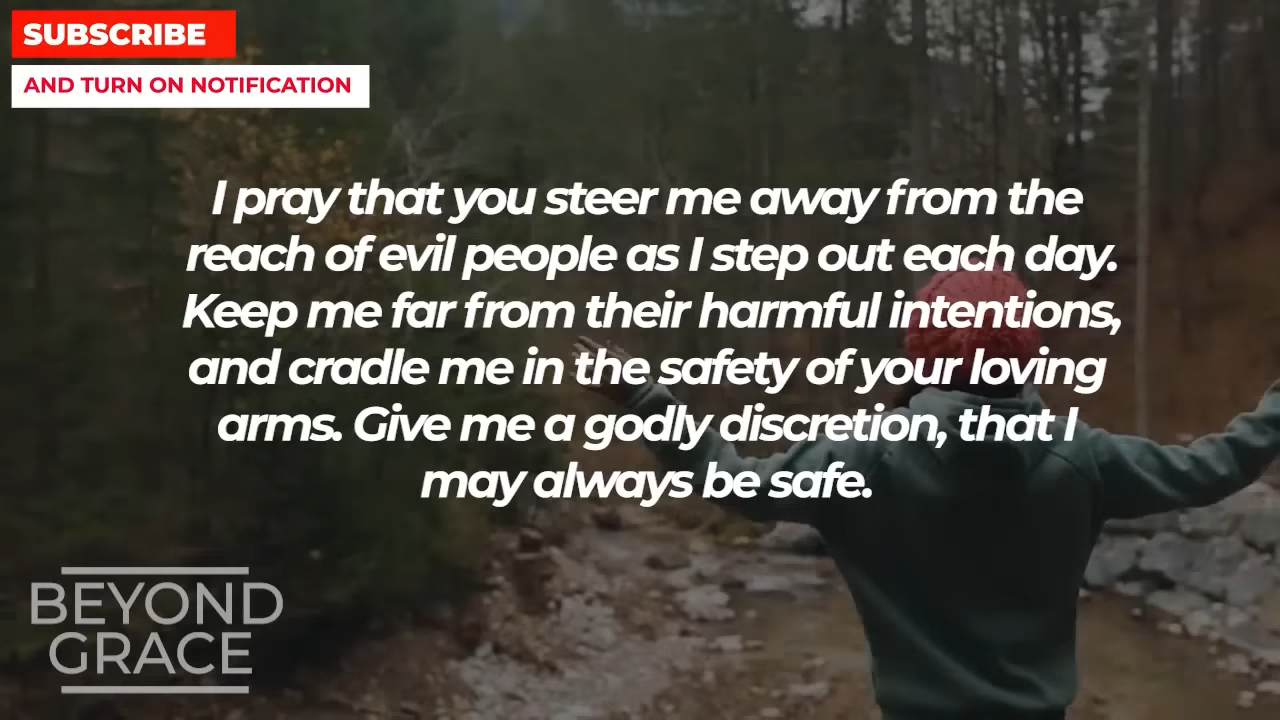 SUBSCRIBE
AND TURN ON NOTIFICATION
I pray that you steer me away from the
reach of evil people as I step out each day.
Keep me far from their harmful intentions,
and cradle me in the safety of your loving
arms. Give me a godly discretion, that I
may always be safe.
BEYOND
GRACE